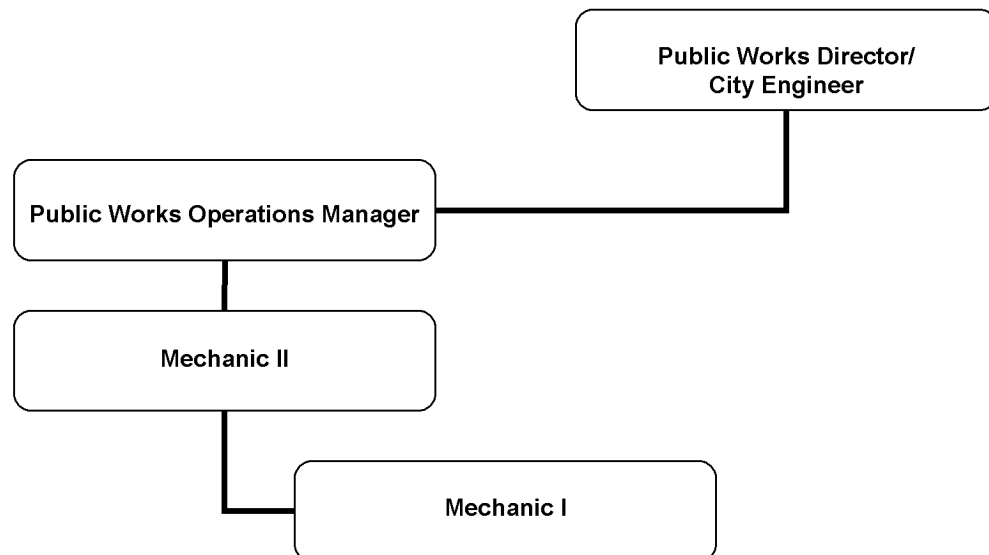 Public Works Director/
City Engineer
Public Works Operations Manager
Mechanic II
Mechanic I